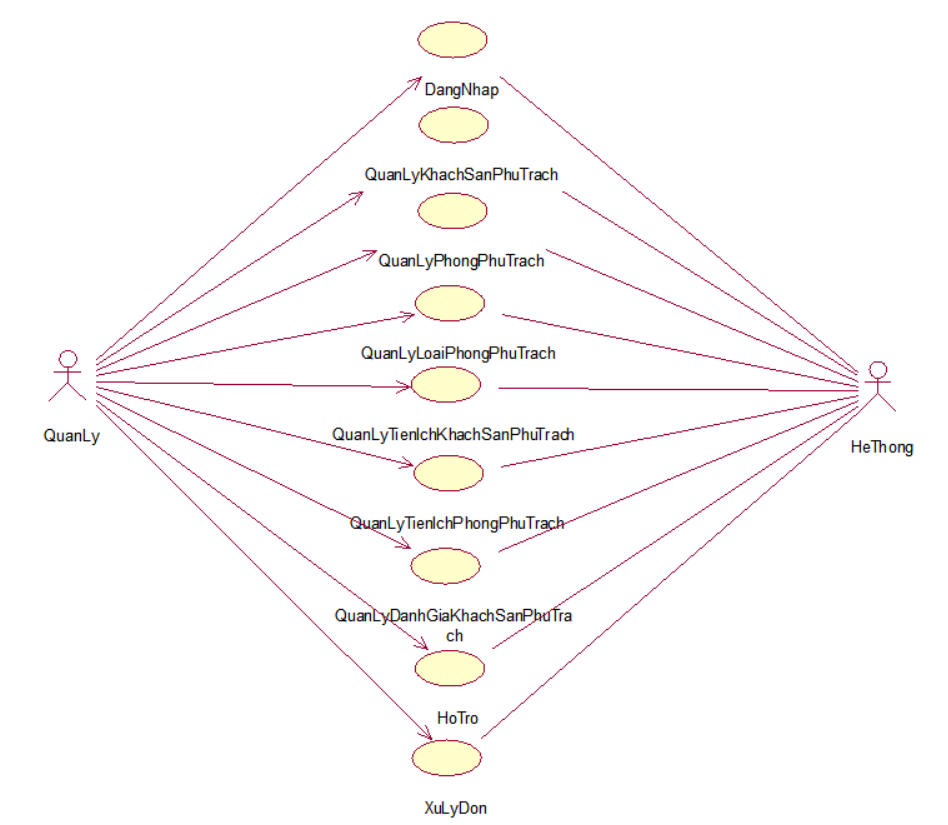 DangNhap
QuanLyKhachSanPhuTrach
QuanLyPhongPhuTrach
QuanLyLoaiPhongPhuTrach
QuanLy
QuanLyTienIchKhachSanPhuTrach
HeThong
QuanLyTienIchPhongPhuTrach
QuanLyDanhGiaKhachSanPhuTra
ch
HoTro
XuLyDon